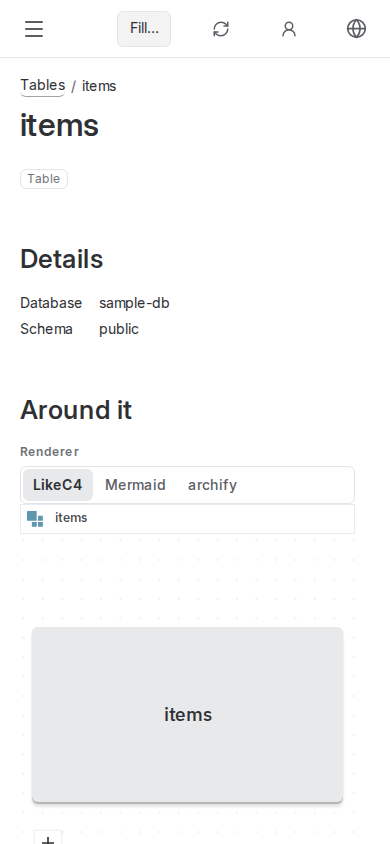 Fill...
Tables / items
items
Table
Details
Database sample-db
Schema public
Around it
Renderer
LikeC4 Mermaid archify
items
items